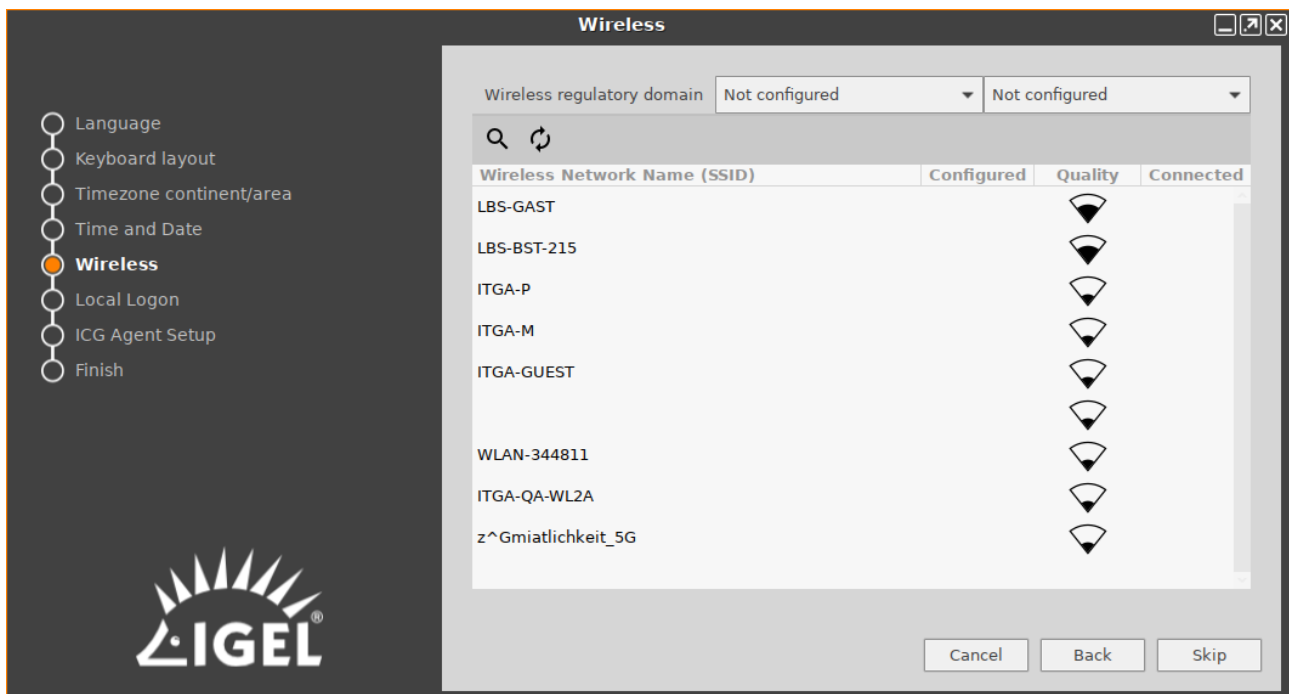 Wireless
Language
Keyboard layout
Timezone continent/area
Time and Date
Wireless
Local Logon
ICG Agent Setup
Finish
IGEL®
Wireless regulatory domain Not configured Not configured
Wireless Network Name (SSID) Configured Quality Connected
LBS-GAST
LBS-BST-215
ITGA-P
ITGA-M
ITGA-GUEST
WLAN-344811
ITGA-QA-WL2A
z^Gmiatlichkeit_5G
Cancel Back Skip